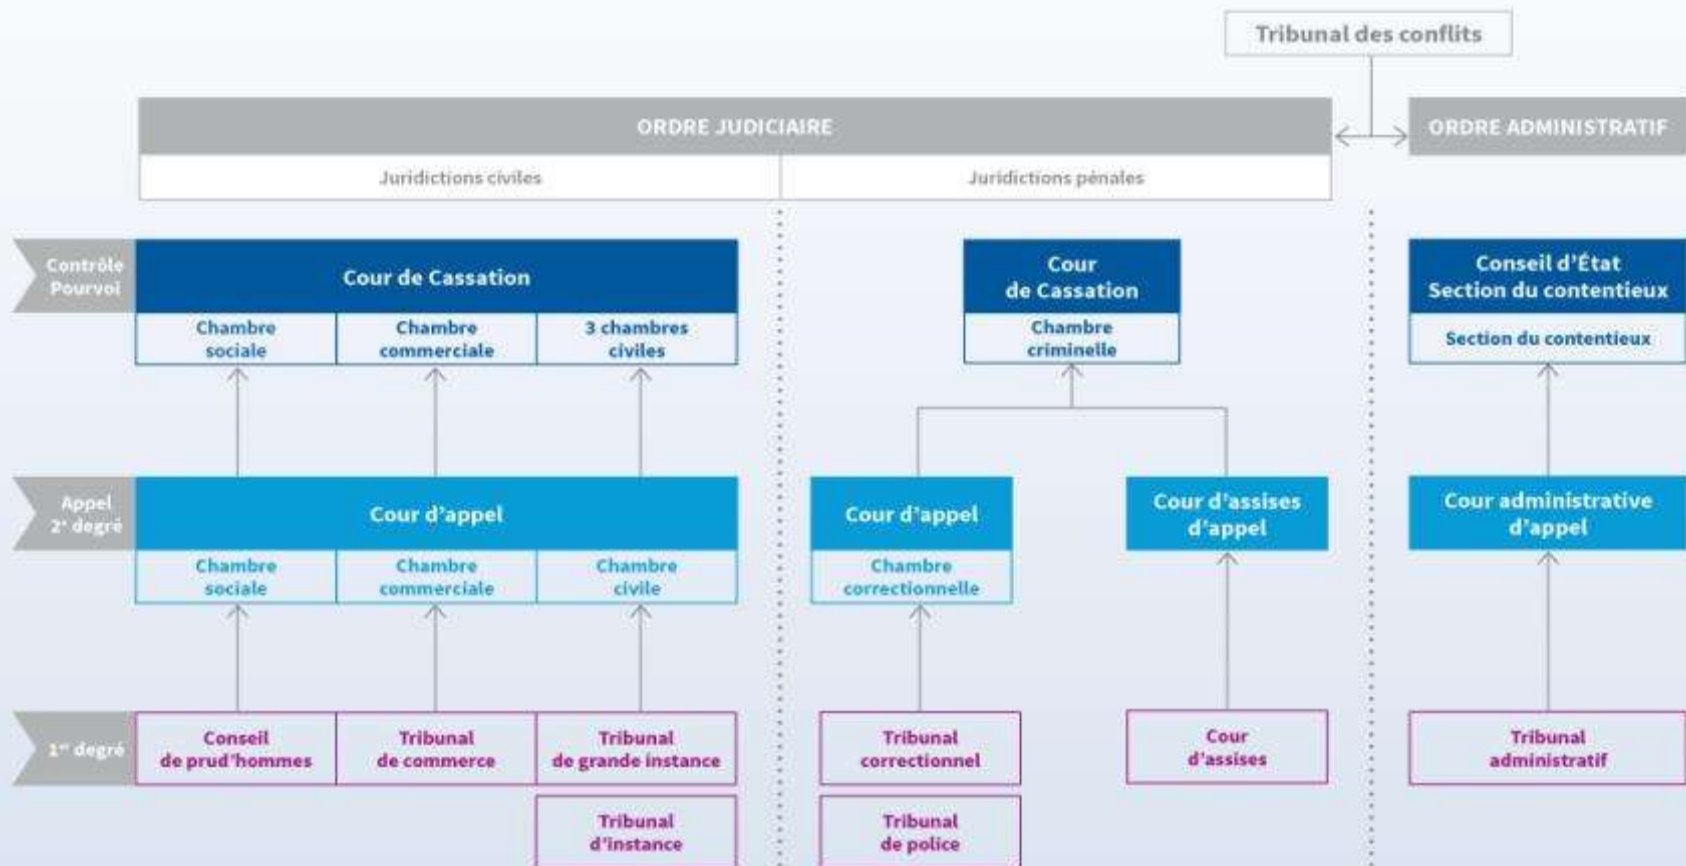 Tribunal des conflits
ORDRE JUDICIAIRE
ORDRE ADMINISTRATIF
Juridictions civiles
Juridictions pénales
Contrôle
Pourvoi
Cour de Cassation
Cour
de Cassation
Conseil d'État
Section du contentieux
Chambre
sociale
Chambre
commerciale
3 chambres
civiles
Chambre
criminelle
Section du contentieux
Appel
2e degré
Cour d'appel
Cour d'appel
Cour d'assises
d'appel
Cour administrative
d'appel
Chambre
sociale
Chambre
commerciale
Chambre
civile
Chambre
correctionnelle
1er degré
Conseil
de prud'hommes
Tribunal
de commerce
Tribunal
de grande instance
Tribunal
correctionnel
Cour
d'assises
Tribunal
administratif
Tribunal
d'instance
Tribunal
de police